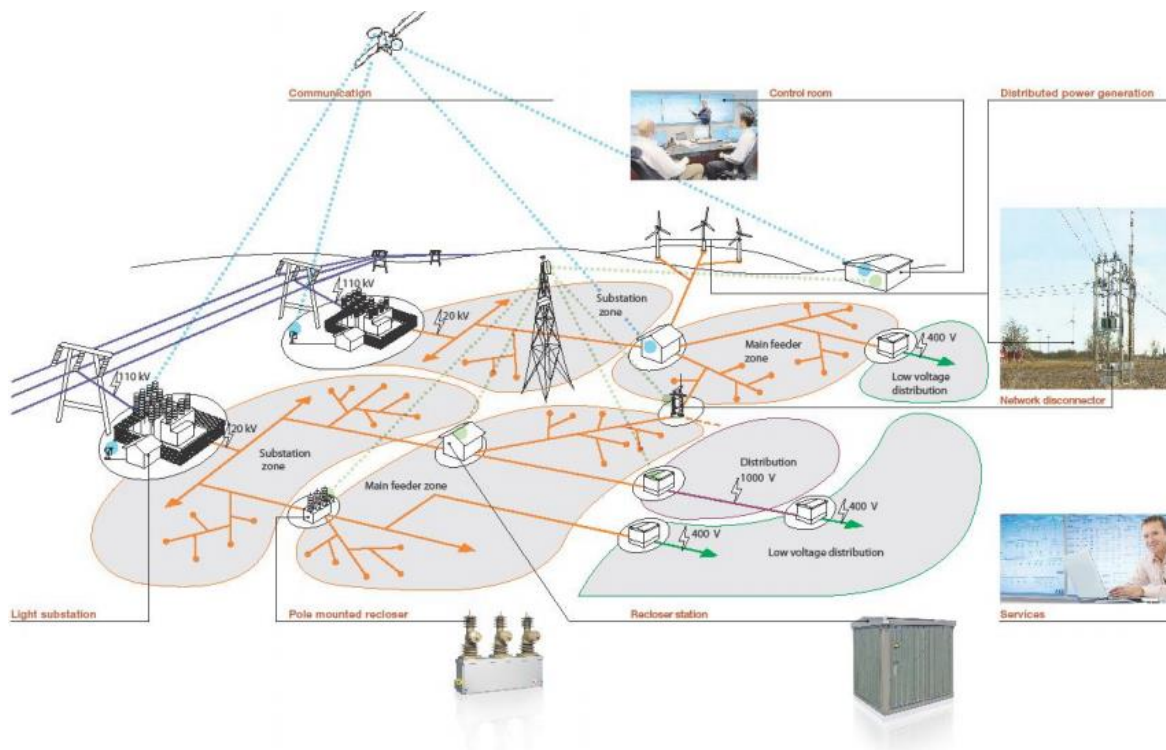 Communication
Control room
Distributed power generation
110 kV
20 kV
Substation
zone
Main feeder
zone
400 V
Low voltage
distribution
Network disconnector
110 kV
20 kV
Substation
zone
Main feeder zone
Distribution
1000 V
400 V
400 V
Low voltage distribution
Light substation
Pole mounted recloser
Recloser station
Services